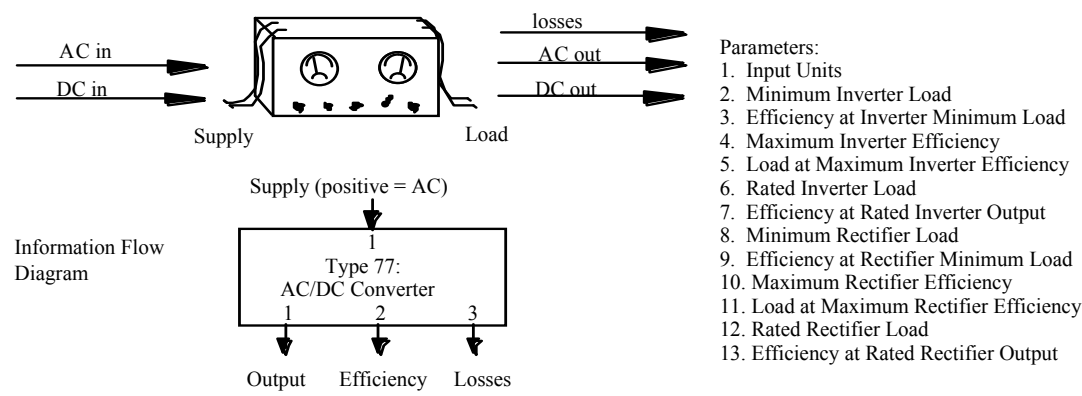 losses
AC in
AC out
DC in
DC out
Supply
Load
Supply (positive = AC)
Information Flow
Diagram
1
Type 77:
AC/DC Converter
1 2 3
Output Efficiency Losses
Parameters:
1. Input Units
2. Minimum Inverter Load
3. Efficiency at Inverter Minimum Load
4. Maximum Inverter Efficiency
5. Load at Maximum Inverter Efficiency
6. Rated Inverter Load
7. Efficiency at Rated Inverter Output
8. Minimum Rectifier Load
9. Efficiency at Rectifier Minimum Load
10. Maximum Rectifier Efficiency
11. Load at Maximum Rectifier Efficiency
12. Rated Rectifier Load
13. Efficiency at Rated Rectifier Output